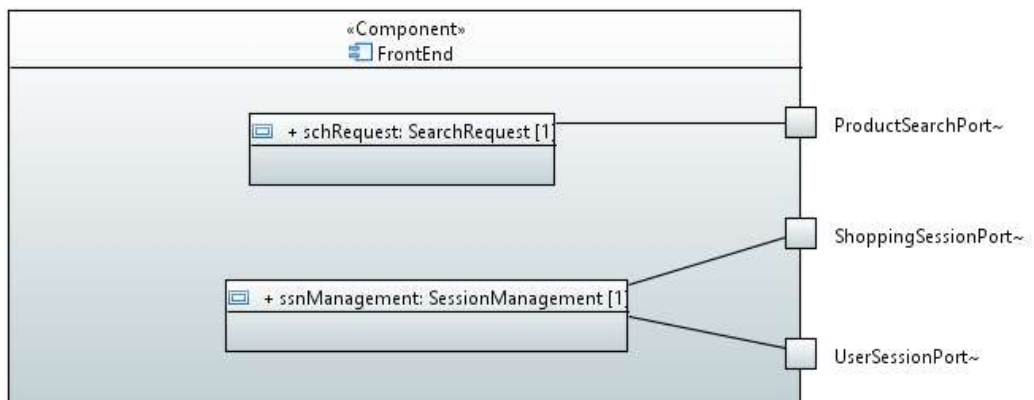 «Component»
FrontEnd
+ schRequest: SearchRequest [1]
ProductSearchPort~
ShoppingSessionPort~
+ ssnManagement: SessionManagement [1]
UserSessionPort~